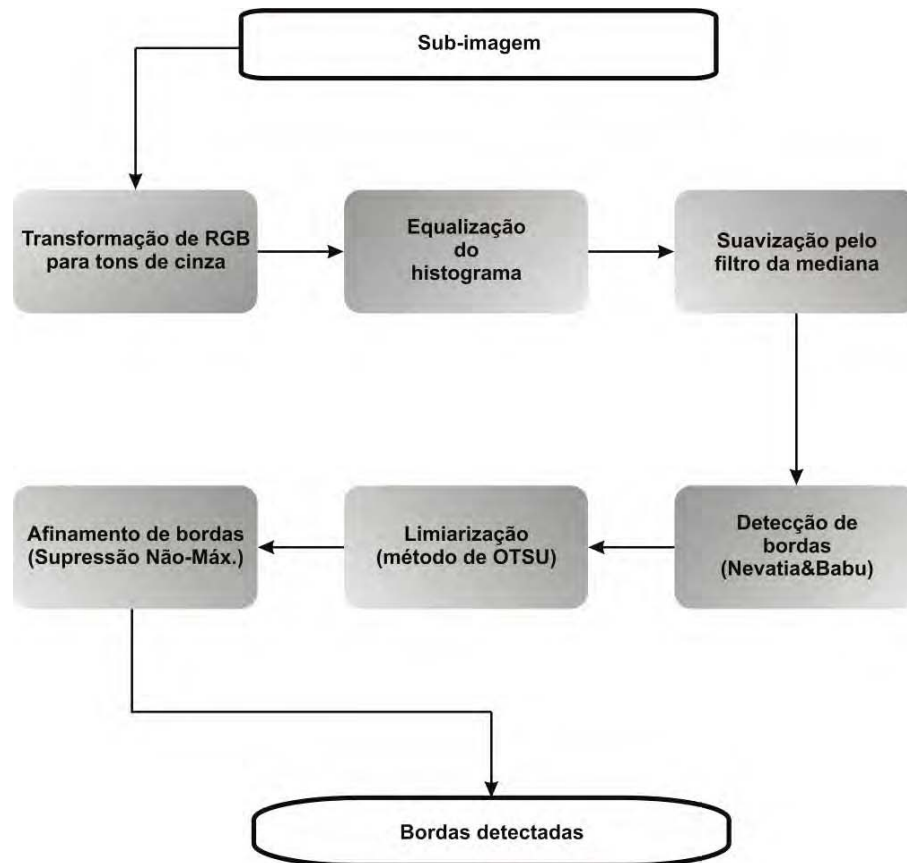 Sub-imagem
Transformação de RGB
para tons de cinza
Equalização
do
histograma
Suavização pelo
filtro da mediana
Detecção de
bordas
(Nevatia&Babu)
Limiarização
(método de OTSU)
Afinamento de bordas
(Supressão Não-Máx.)
Bordas detectadas